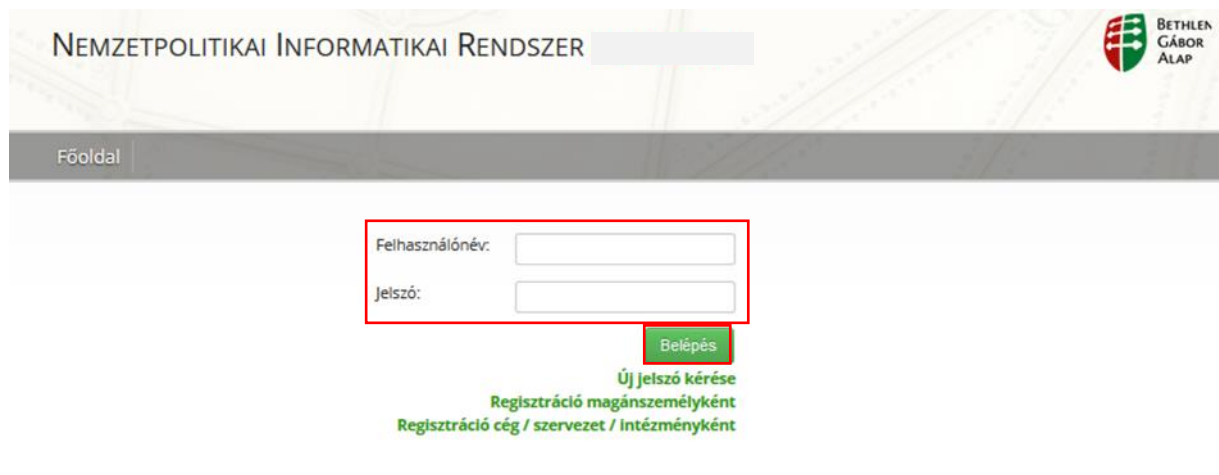 NEMZETPOLITIKAI INFORMATIKAI RENDSZER
BETHLEN
GÁBOR
ALAP
Főoldal
Felhasználónév:
Jelszó:
Belépés
Új jelszó kérése
Regisztráció magánszemélyként
Regisztráció cég / szervezet / intézményként